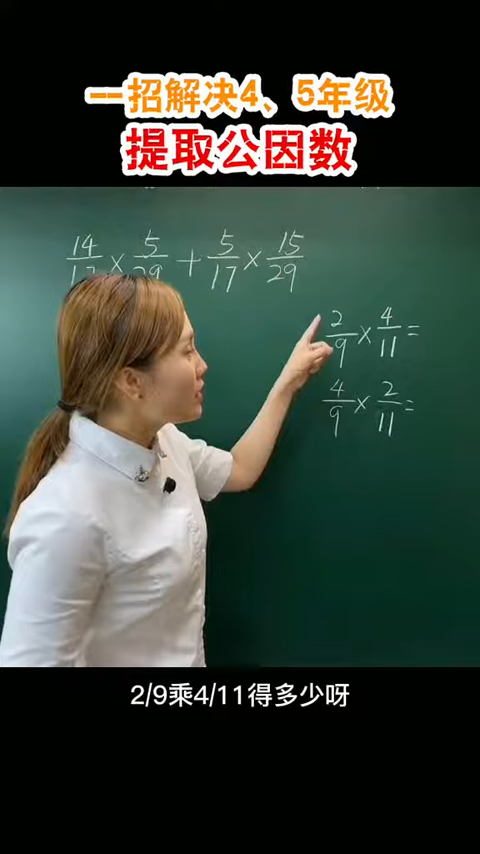 一招解决4、5年级
提取公因数
14/17 × 5/29 + 5/17 × 15/29
2/9 × 4/11 =
4/9 × 2/11 =
2/9乘4/11得多少呀